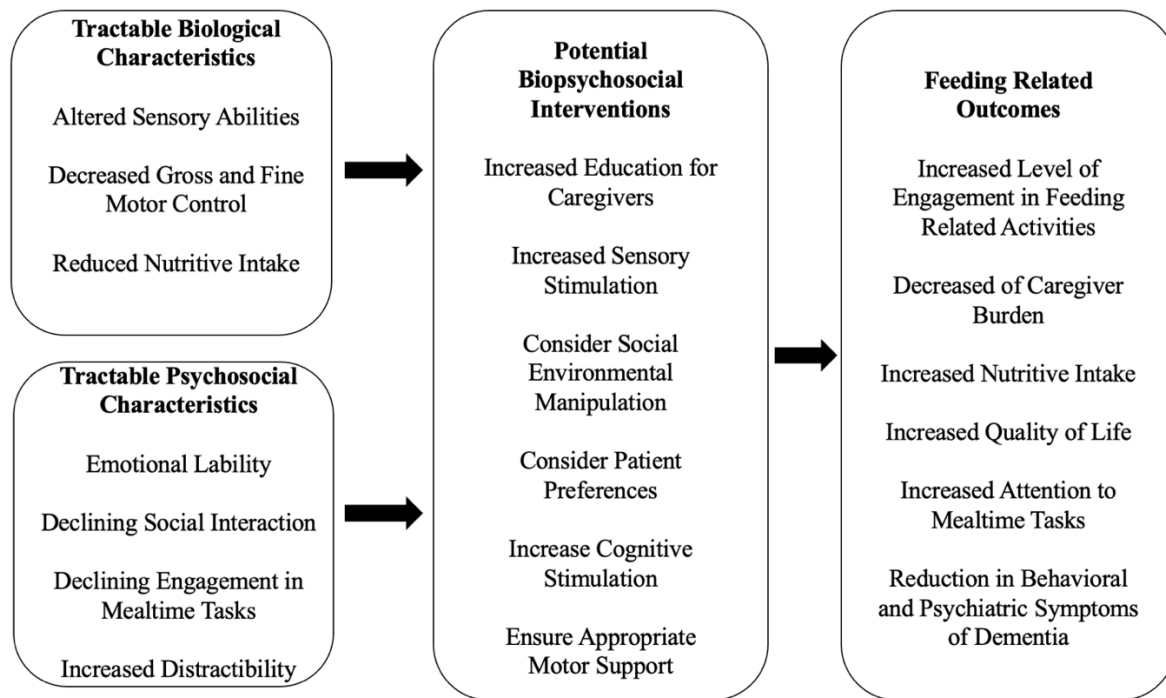 Tractable Biological
Characteristics
Altered Sensory Abilities
Decreased Gross and Fine
Motor Control
Reduced Nutritive Intake
Tractable Psychosocial
Characteristics
Emotional Lability
Declining Social Interaction
Declining Engagement in
Mealtime Tasks
Increased Distractibility
Potential
Biopsychosocial
Interventions
Increased Education for
Caregivers
Increased Sensory
Stimulation
Consider Social
Environmental
Manipulation
Consider Patient
Preferences
Increase Cognitive
Stimulation
Ensure Appropriate
Motor Support
Feeding Related
Outcomes
Increased Level of
Engagement in Feeding
Related Activities
Decreased of Caregiver
Burden
Increased Nutritive Intake
Increased Quality of Life
Increased Attention to
Mealtime Tasks
Reduction in Behavioral
and Psychiatric Symptoms
of Dementia